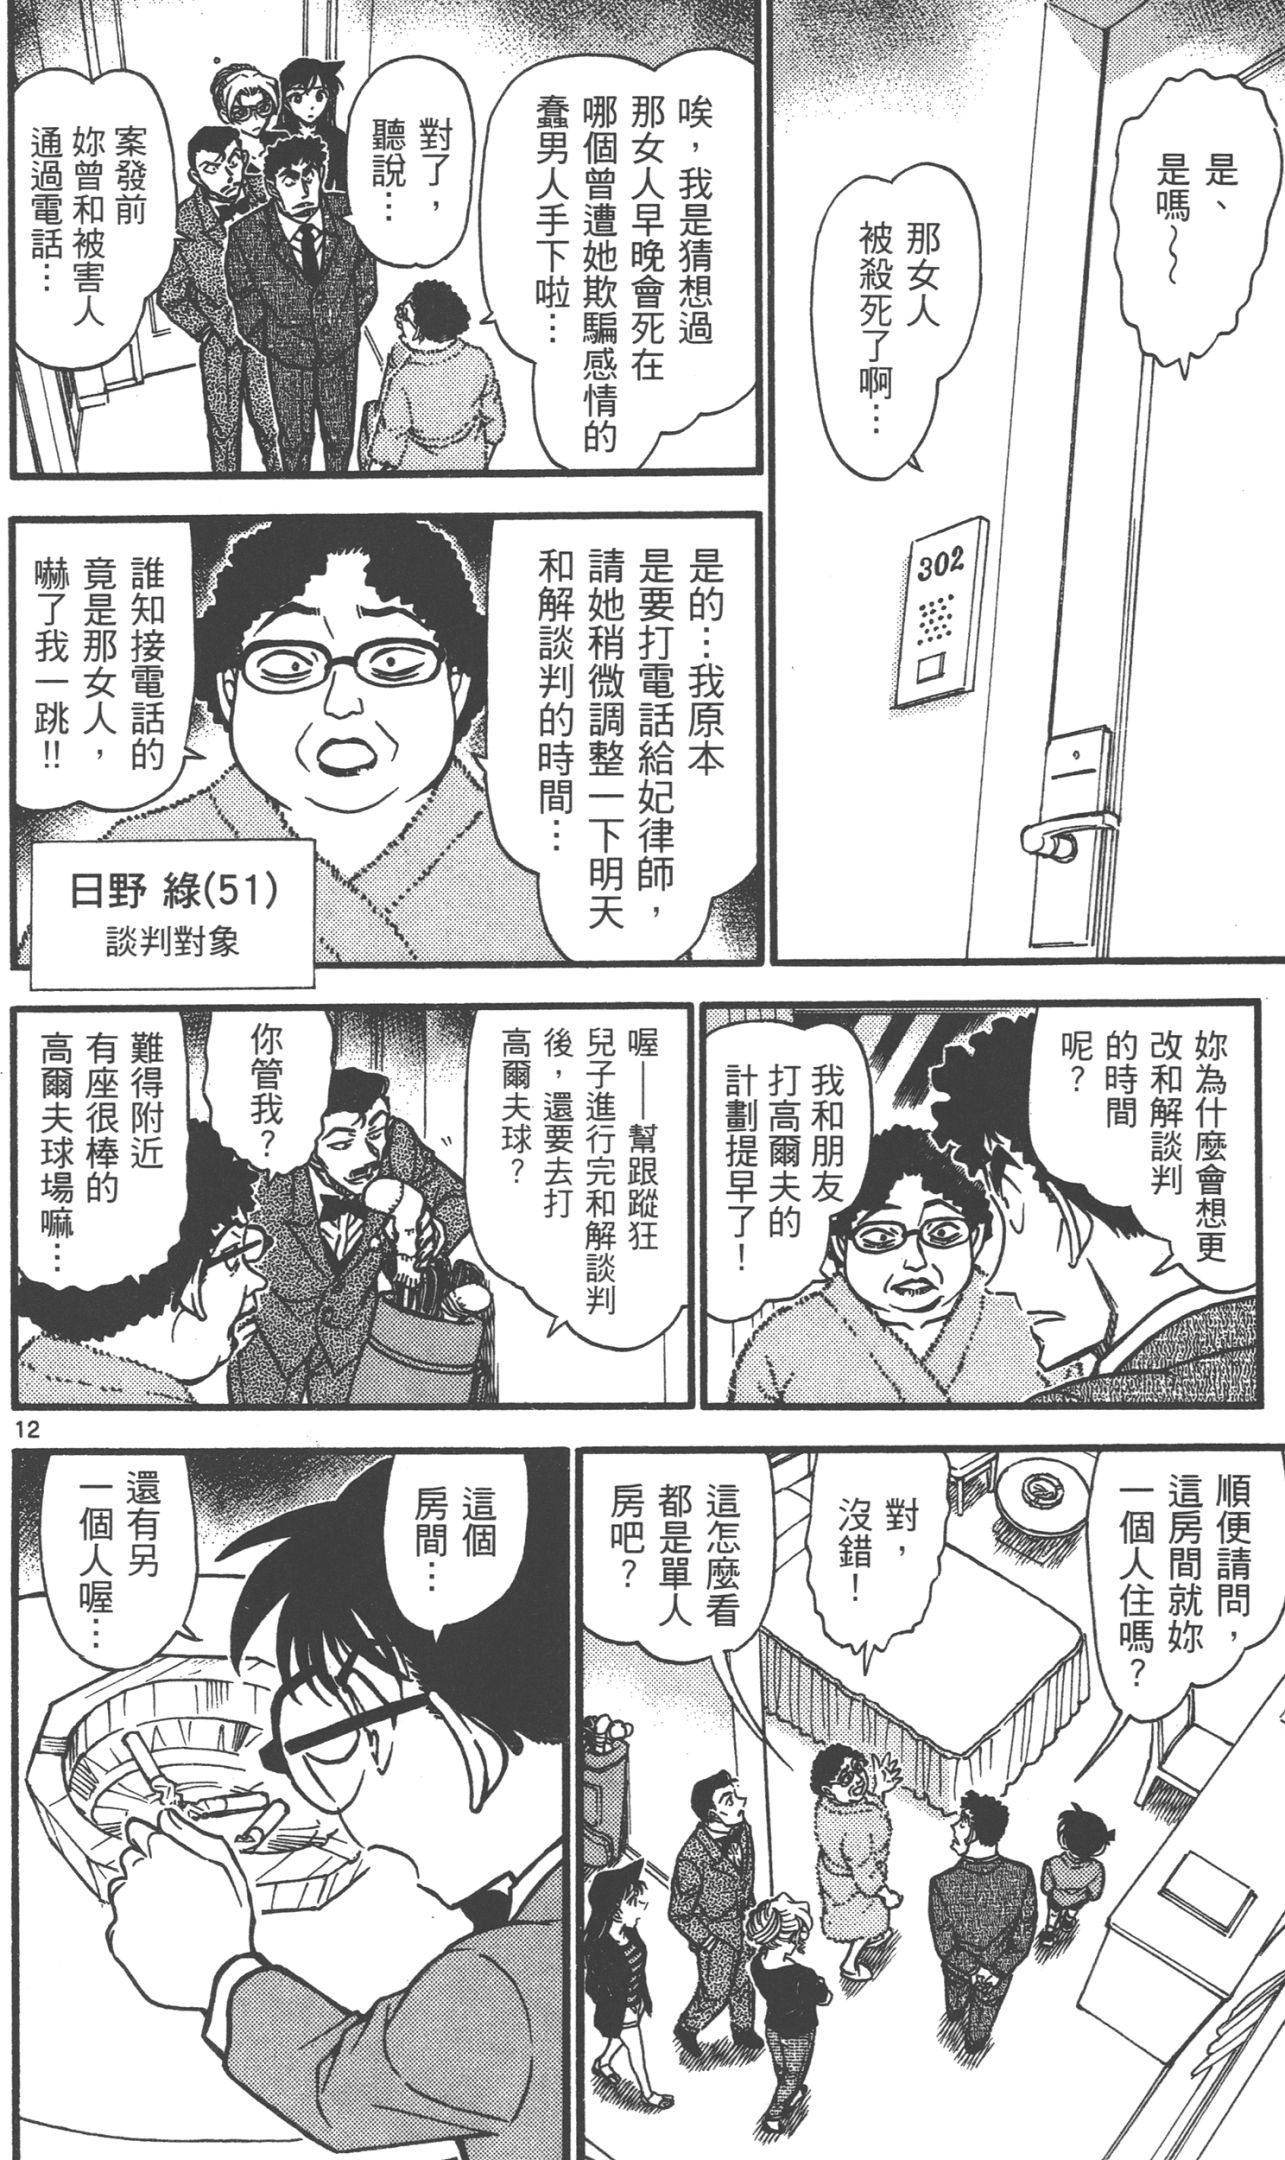 是、
是嗎～
那女人
被殺死了啊…
302
唉，我是猜想過
那女人早晚會死在
哪個曾遭她欺騙感情的
蠢男人手下啦…
對了，
聽說…
案發前
妳曾和被害人
通過電話…
是的…我原本
是要打電話給妃律師，
請她稍微調整一下明天
和解談判的時間…
誰知接電話的
竟是那女人，
嚇了我一跳!!
日野 綠(51)
談判對象
妳為什麼會想更
改和解談判
的時間
呢？
我和朋友
打高爾夫的
計劃提早了！
喔——幫跟蹤狂
兒子進行完和解談判
後，還要去打
高爾夫球？
你管我？
難得附近
有座很棒的
高爾夫球場嘛…
12
順便請問，
這房間就妳
一個人住嗎？
對，
沒錯！
這怎麼看
都是單人
房吧？
這個
房間…
還有另
一個人喔…